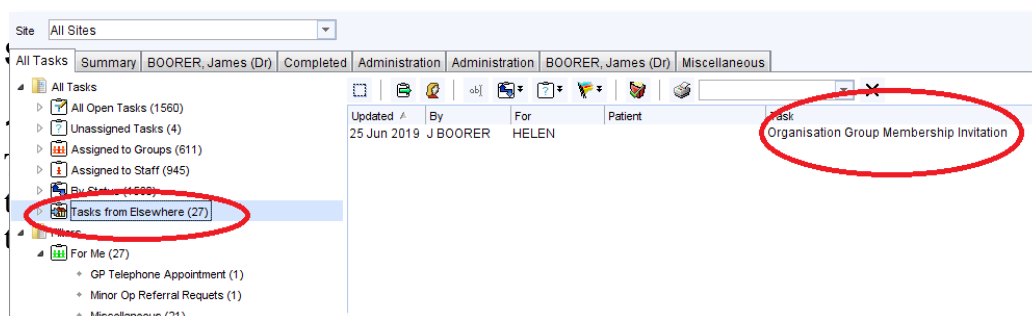 Site All Sites
All Tasks Summary BOORER, James (Dr) Completed Administration Administration BOORER, James (Dr) Miscellaneous
All Tasks
All Open Tasks (1560)
Unassigned Tasks (4)
Assigned to Groups (611)
Assigned to Staff (945)
By Status
Tasks from Elsewhere (27)
Filters
For Me (27)
GP Telephone Appointment (1)
Minor Op Referral Requets (1)
Miscellaneous (21)
Updated By For Patient Task
25 Jun 2019 J BOORER HELEN Organisation Group Membership Invitation